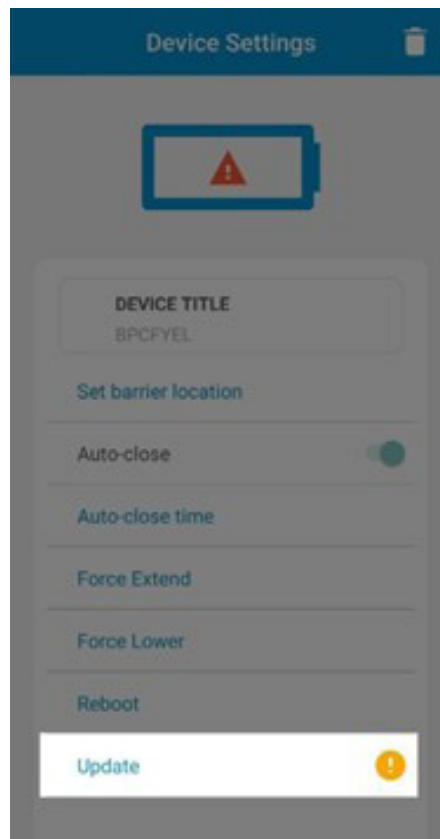 Device Settings
DEVICE TITLE
BPCFYEL
Set barrier location
Auto-close
Auto-close time
Force Extend
Force Lower
Reboot
Update